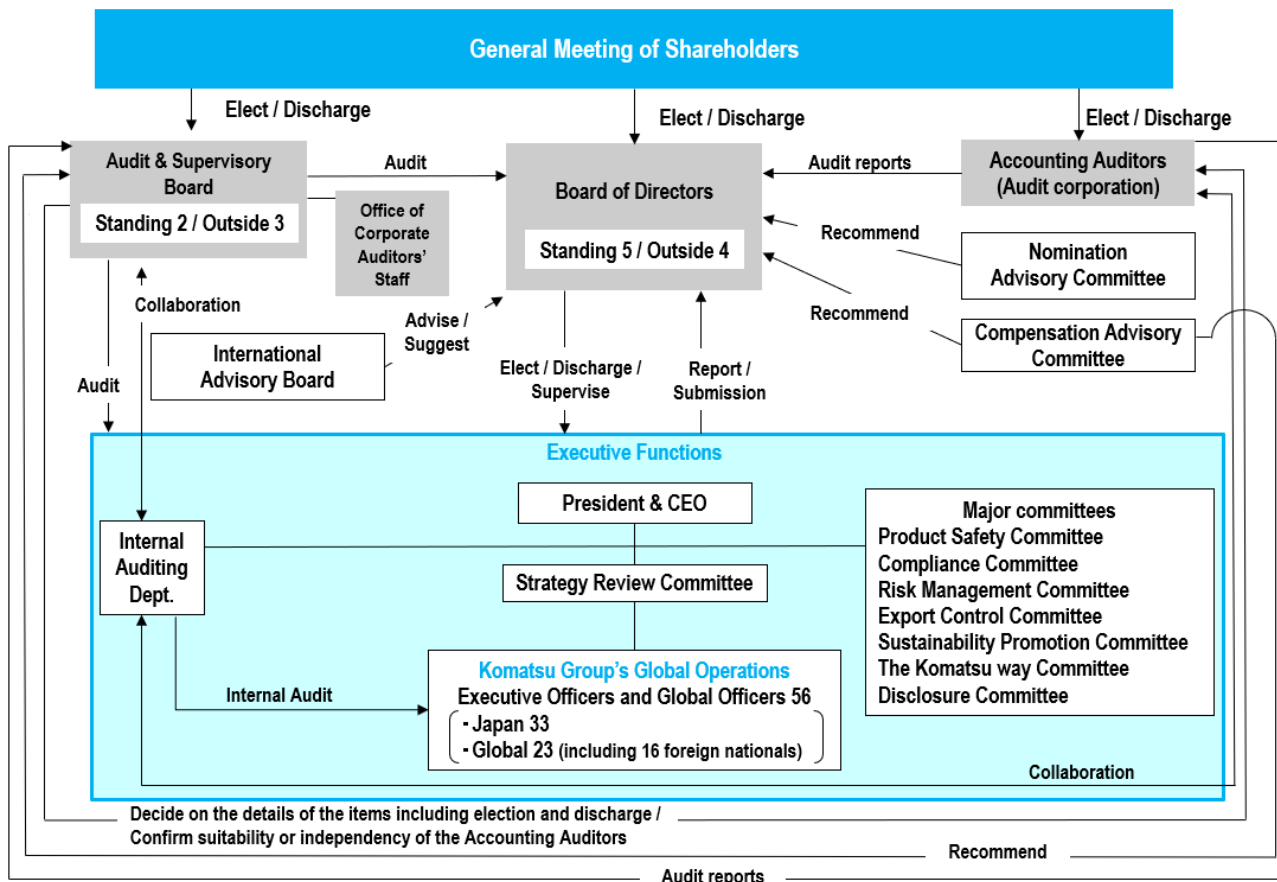 General Meeting of Shareholders
Elect / Discharge
Elect / Discharge
Elect / Discharge
Audit & Supervisory
Board
Standing 2 / Outside 3
Audit
Office of
Corporate
Auditors'
Staff
Board of Directors
Standing 5 / Outside 4
Audit reports
Accounting Auditors
(Audit corporation)
Recommend
Nomination
Advisory Committee
Recommend
Compensation Advisory
Committee
Collaboration
Audit
International
Advisory Board
Advise /
Suggest
Elect / Discharge /
Supervise
Report /
Submission
Executive Functions
President & CEO
Strategy Review Committee
Internal
Auditing
Dept.
Major committees
Product Safety Committee
Compliance Committee
Risk Management Committee
Export Control Committee
Sustainability Promotion Committee
The Komatsu way Committee
Disclosure Committee
Internal Audit
Komatsu Group's Global Operations
Executive Officers and Global Officers 56
- Japan 33
- Global 23 (including 16 foreign nationals)
Collaboration
Decide on the details of the items including election and discharge /
Confirm suitability or independency of the Accounting Auditors
Recommend
Audit reports